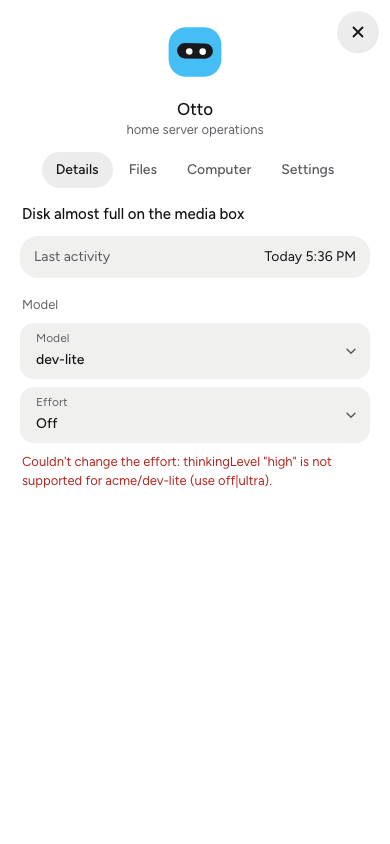 Otto
home server operations
Details Files Computer Settings
Disk almost full on the media box
Last activity Today 5:36 PM
Model
Model
dev-lite
Effort
Off
Couldn't change the effort: thinkingLevel "high" is not
supported for acme/dev-lite (use off|ultra).